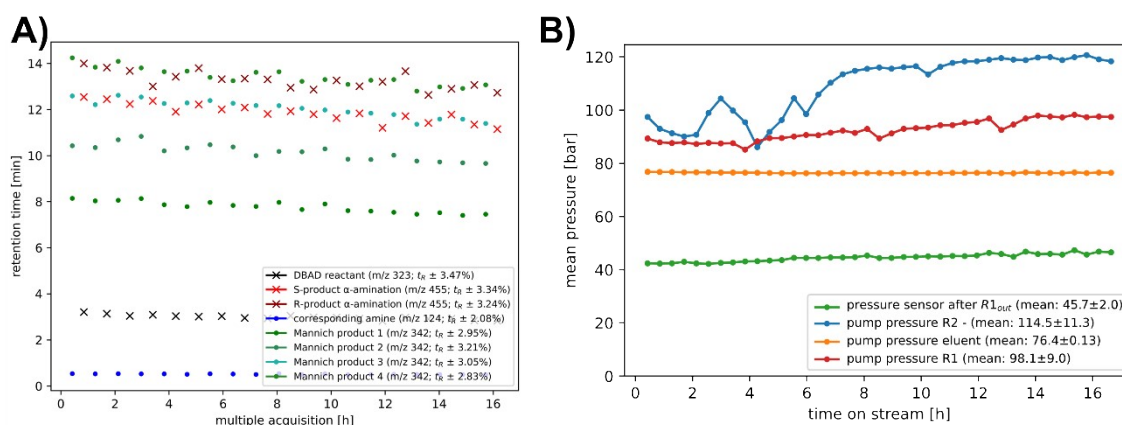 A)
14
12
10
8
6
4
2
0
retention time [min]
0 2 4 6 8 10 12 14 16
multiple acquisition [h]
DBAD reactant (m/z 323; tR ± 3.47%)
S-product α-amination (m/z 455; tR ± 3.34%)
R-product α-amination (m/z 455; tR ± 3.24%)
corresponding amine (m/z 124; tR ± 2.08%)
Mannich product 1 (m/z 342; tR ± 2.95%)
Mannich product 2 (m/z 342; tR ± 3.21%)
Mannich product 3 (m/z 342; tR ± 3.05%)
Mannich product 4 (m/z 342; tR ± 2.83%)
B)
120
100
80
60
40
20
0
mean pressure [bar]
0 2 4 6 8 10 12 14 16
time on stream [h]
pressure sensor after R1out (mean: 45.7±2.0)
pump pressure R2 - (mean: 114.5±11.3)
pump pressure eluent (mean: 76.4±0.13)
pump pressure R1 (mean: 98.1±9.0)